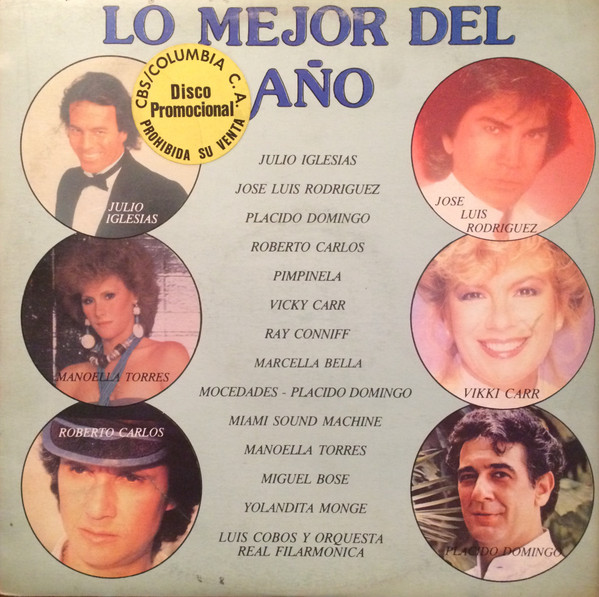 LO MEJOR DEL
AÑO
CBS/COLUMBIA C.A.
Disco
Promocional
PROHIBIDA SU VENTA
JULIO
IGLESIAS
JOSE
LUIS
RODRIGUEZ
JULIO IGLESIAS
JOSE LUIS RODRIGUEZ
PLACIDO DOMINGO
ROBERTO CARLOS
PIMPINELA
VICKY CARR
RAY CONNIFF
MARCELLA BELLA
MOCEDADES - PLACIDO DOMINGO
MIAMI SOUND MACHINE
MANOELLA TORRES
MIGUEL BOSE
YOLANDITA MONGE
LUIS COBOS Y ORQUESTA
REAL FILARMONICA
MANOELLA TORRES
VIKKI CARR
ROBERTO CARLOS
PLACIDO DOMINGO